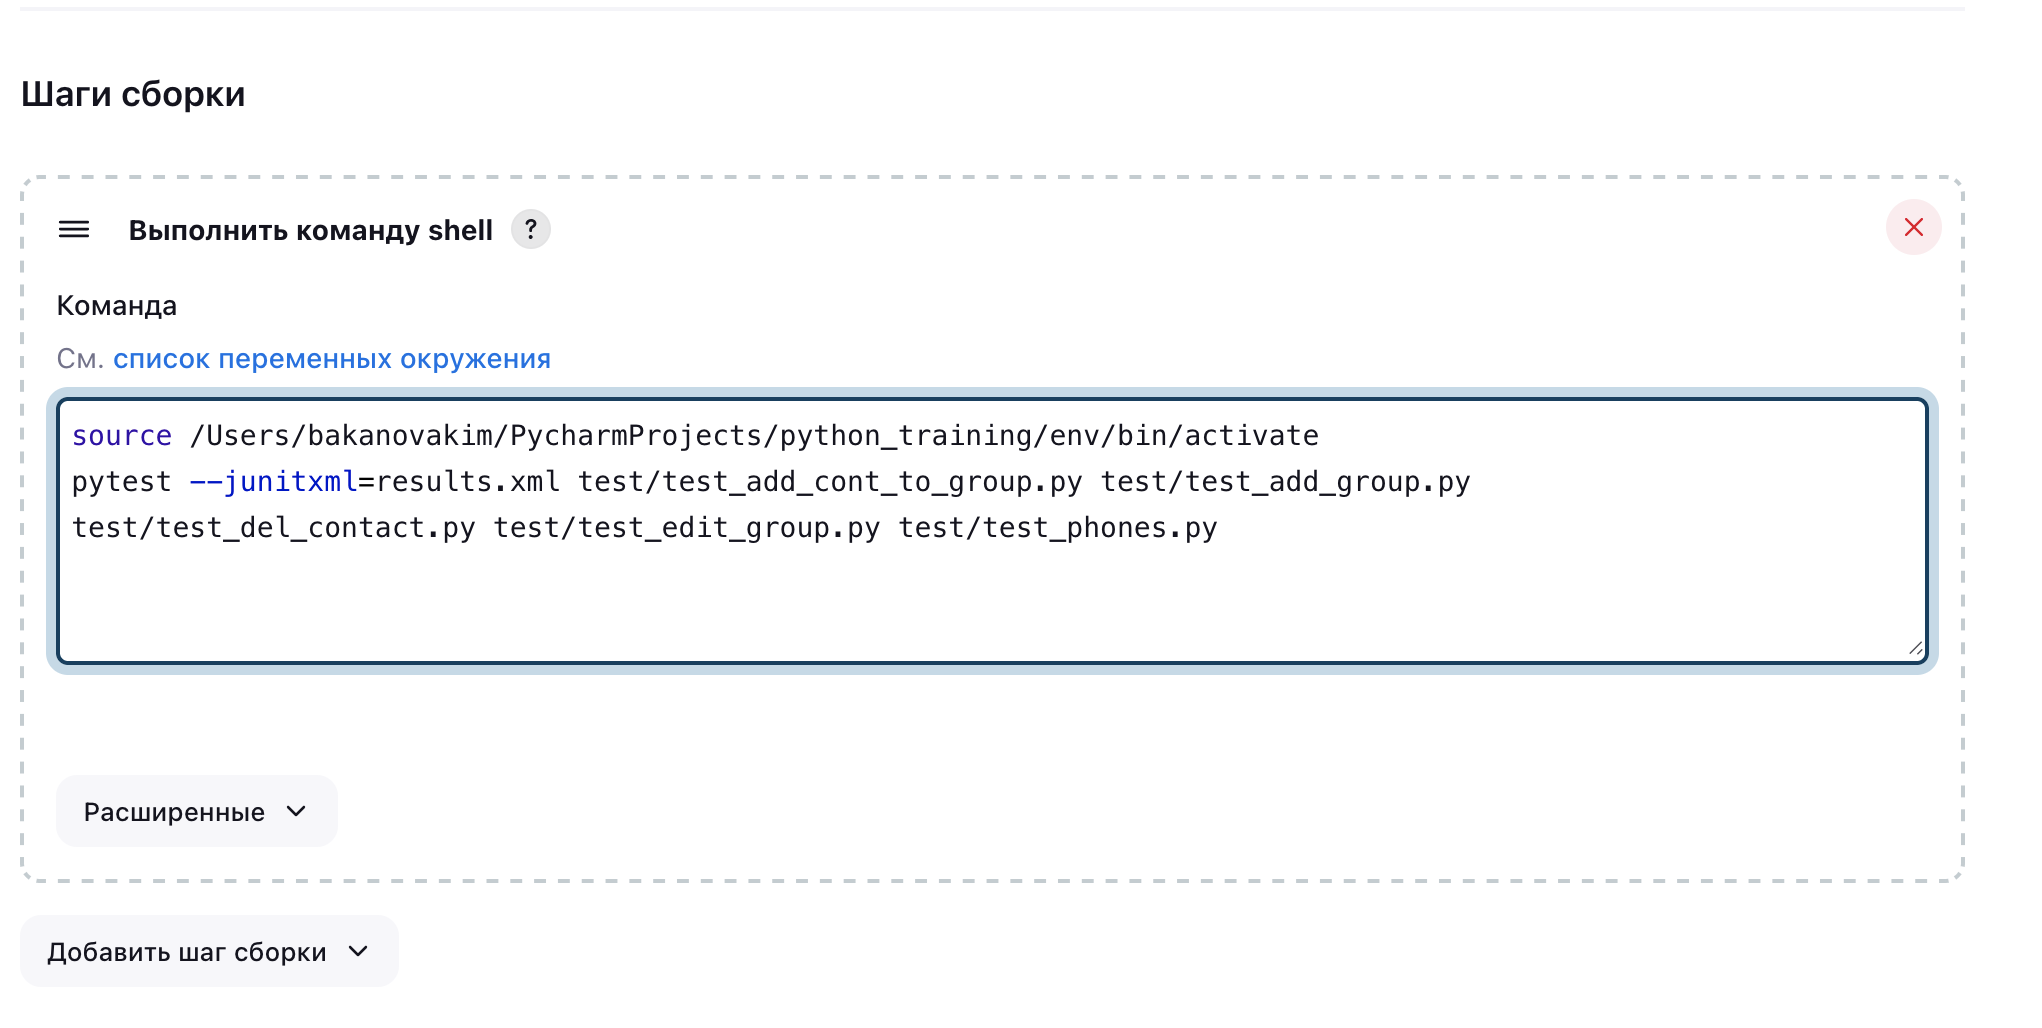 Шаги сборки
Выполнить команду shell ?
Команда
См. список переменных окружения
source /Users/bakanovakim/PycharmProjects/python_training/env/bin/activate
pytest --junitxml=results.xml test/test_add_cont_to_group.py test/test_add_group.py
test/test_del_contact.py test/test_edit_group.py test/test_phones.py
Расширенные
Добавить шаг сборки